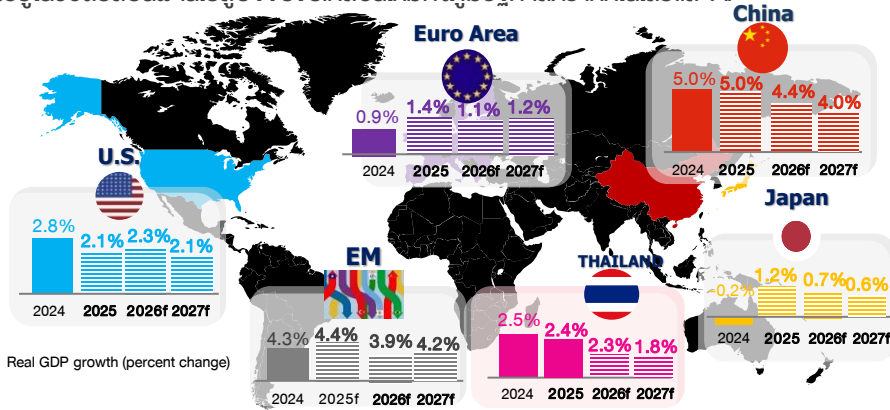 Euro Area
0.9%
1.4%
1.1%
1.2%
2024
2025
2026f
2027f
China
5.0%
5.0%
4.4%
4.0%
2024
2025
2026f
2027f
U.S.
2.8%
2.1%
2.3%
2.1%
2024
2025
2026f
2027f
EM
4.3%
4.4%
3.9%
4.2%
2024
2025f
2026f
2027f
THAILAND
2.5%
2.4%
2.3%
1.8%
2024
2025
2026f
2027f
Japan
-0.2%
1.2%
0.7%
0.6%
2024
2025
2026f
2027f
Real GDP growth (percent change)